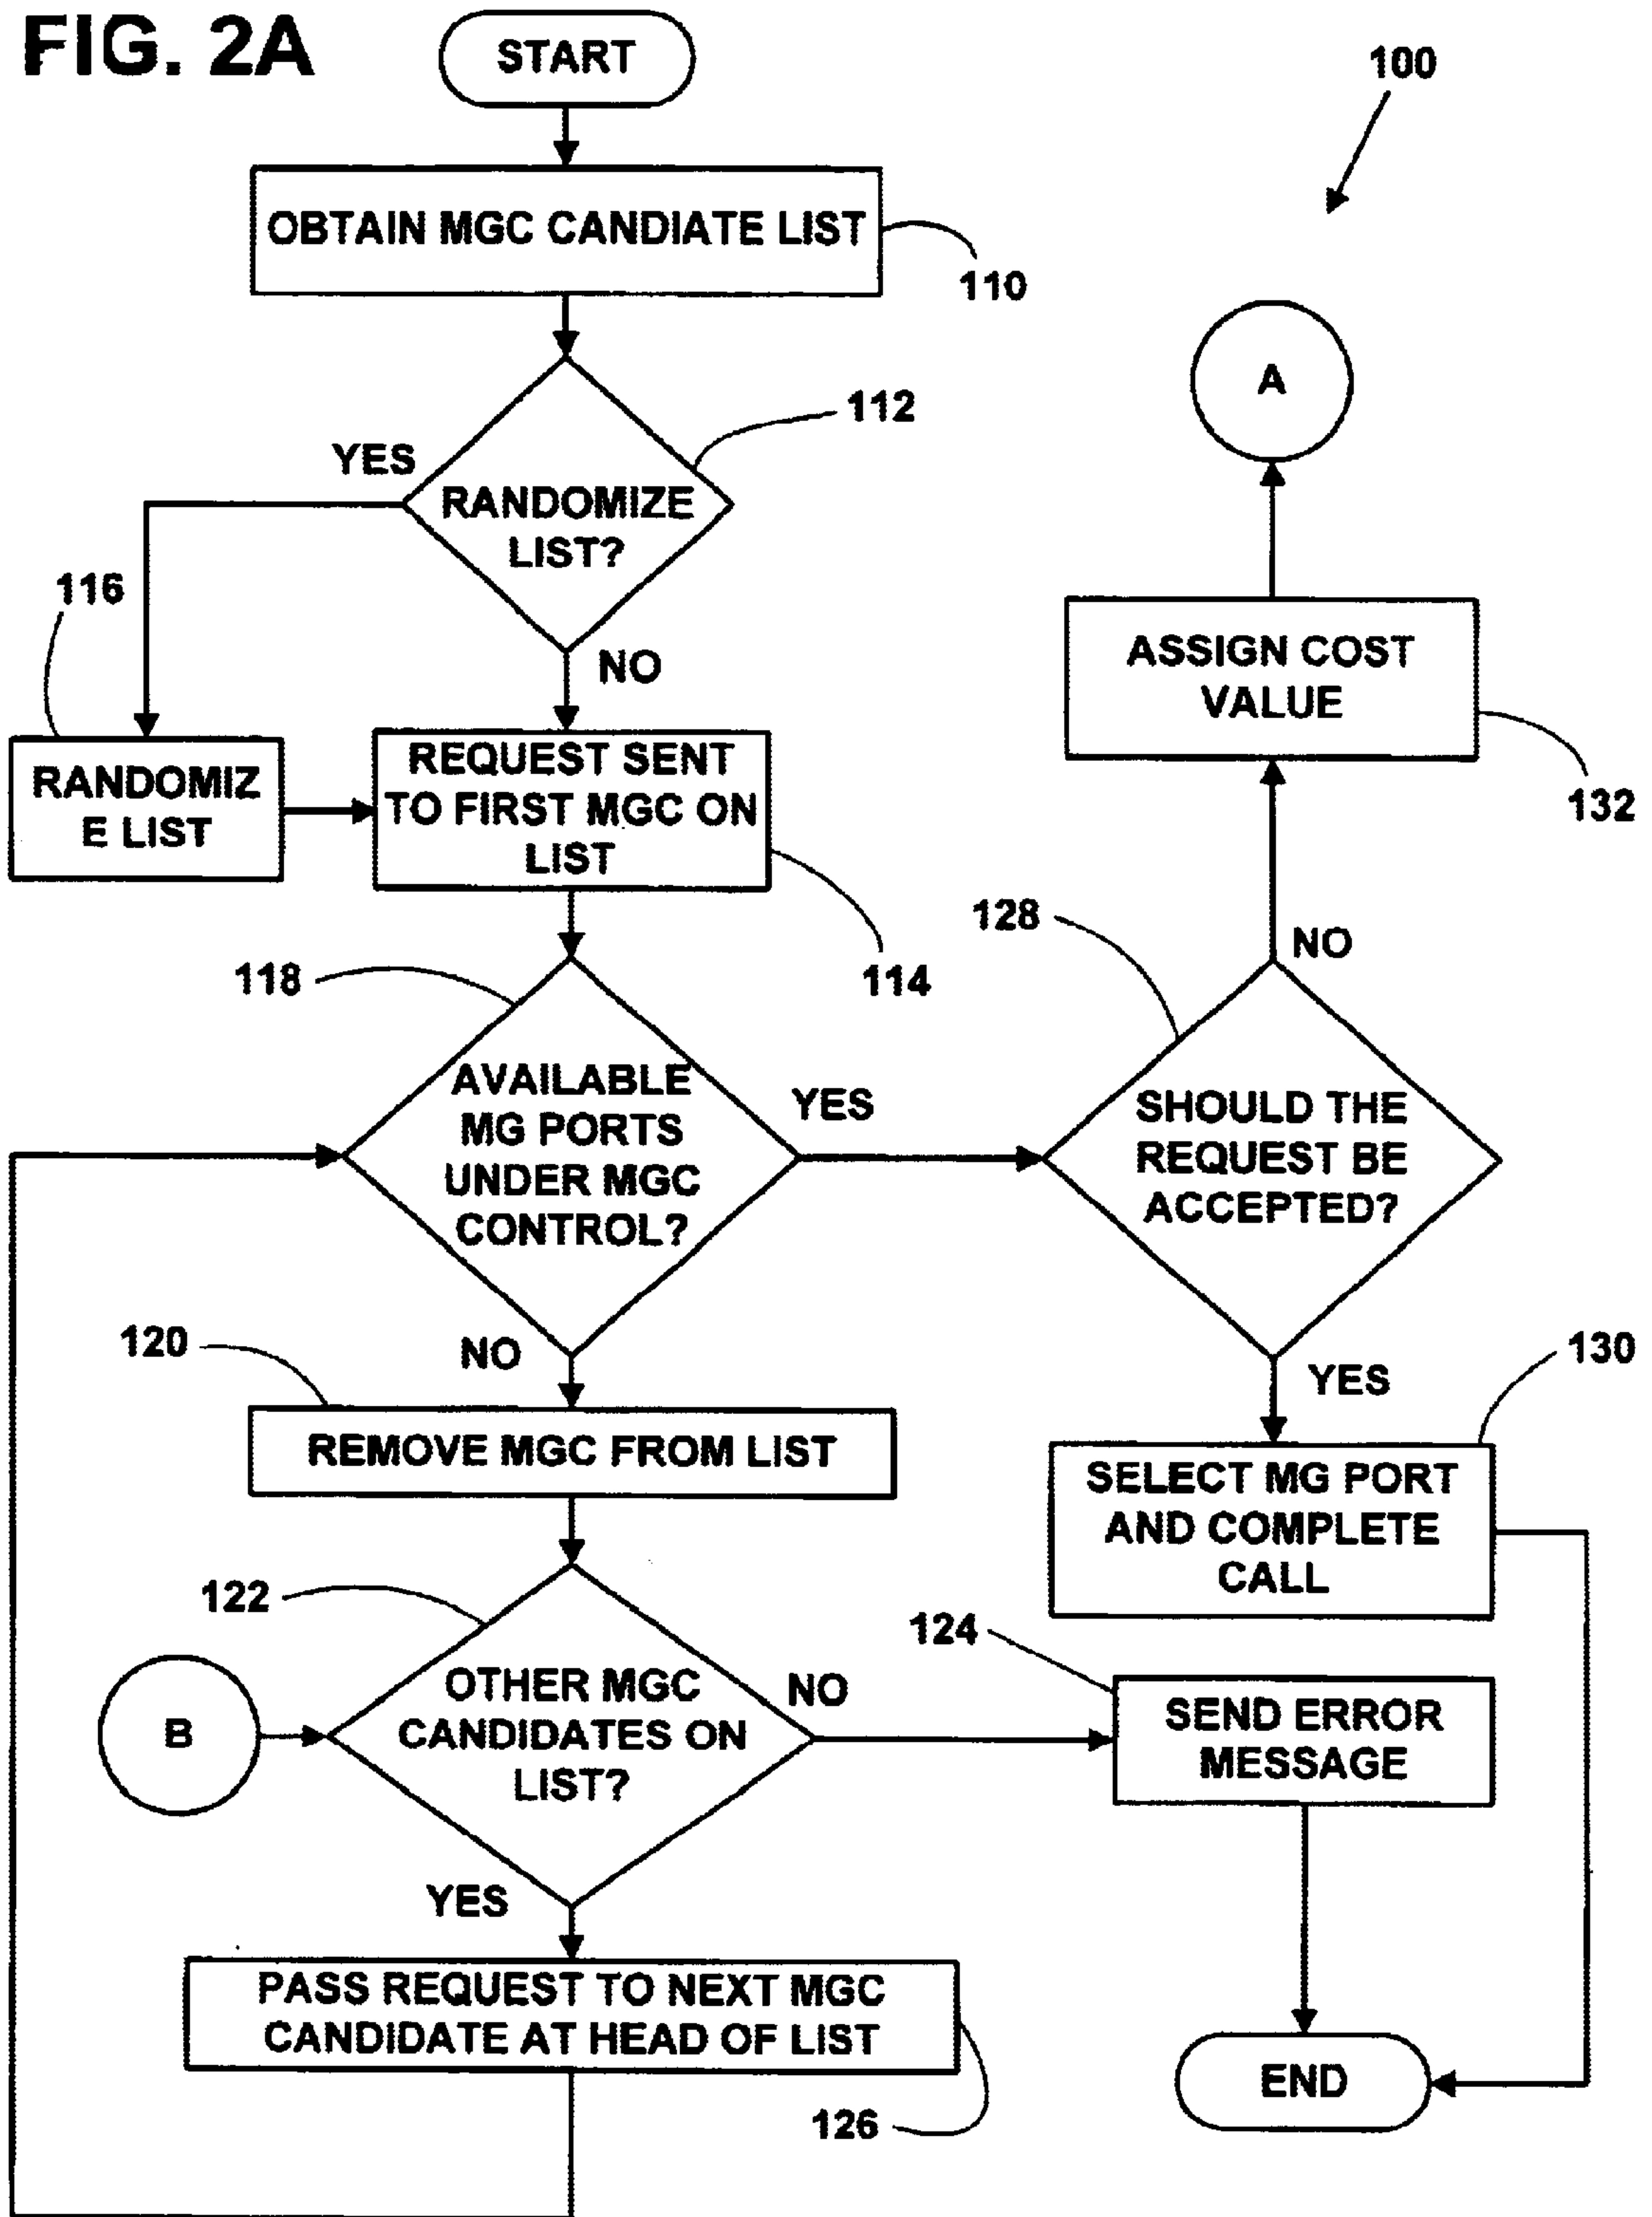 FIG. 2A
START
100
OBTAIN MGC CANDIATE LIST
110
A
112
YES
RANDOMIZE
LIST?
116
NO
ASSIGN COST
VALUE
132
RANDOMIZ
E LIST
REQUEST SENT
TO FIRST MGC ON
LIST
114
128
NO
118
AVAILABLE
MG PORTS
UNDER MGC
CONTROL?
YES
SHOULD THE
REQUEST BE
ACCEPTED?
120
NO
YES
130
REMOVE MGC FROM LIST
SELECT MG PORT
AND COMPLETE
CALL
122
124
B
OTHER MGC
CANDIDATES ON
LIST?
NO
SEND ERROR
MESSAGE
YES
PASS REQUEST TO NEXT MGC
CANDIDATE AT HEAD OF LIST
126
END